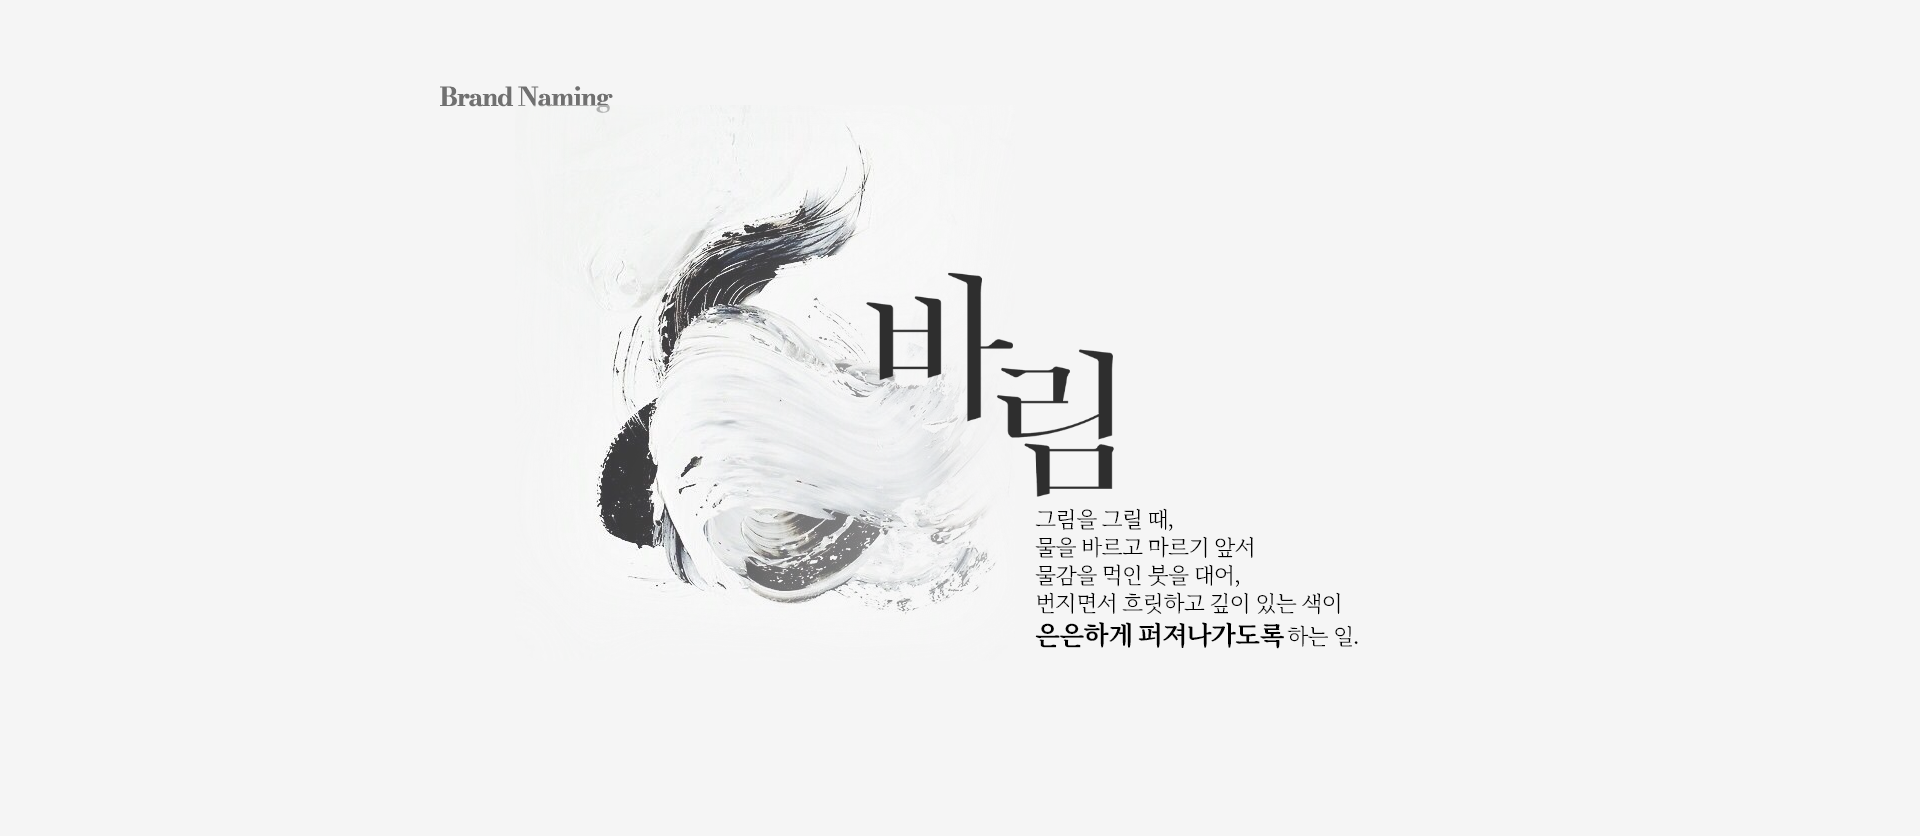 Brand Naming
바림
그림을 그릴 때,
물을 바르고 마르기 앞서
물감을 먹인 붓을 대어,
번지면서 흐릿하고 깊이 있는 색이
은은하게 퍼져나가도록 하는 일.